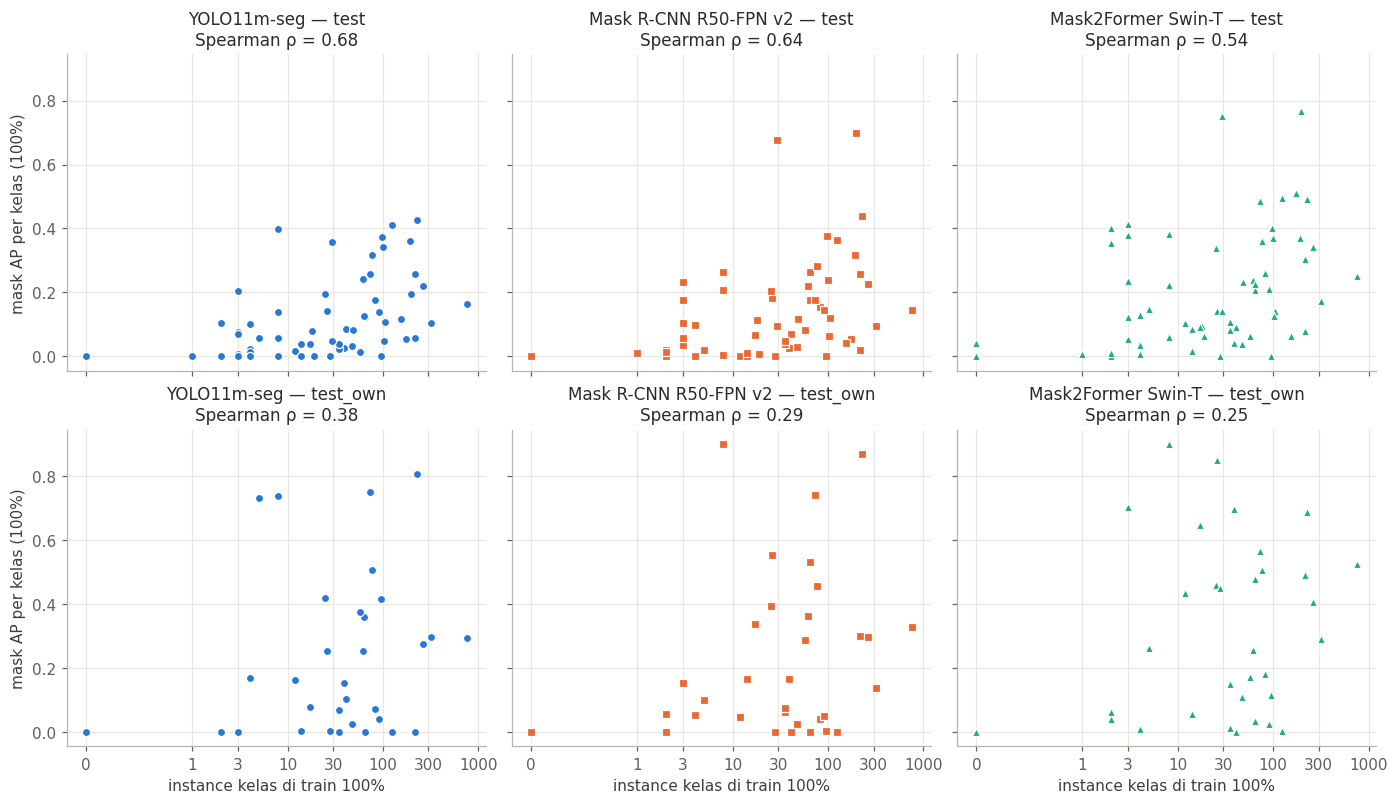 YOLO11m-seg — test
Spearman ρ = 0.68
Mask R-CNN R50-FPN v2 — test
Spearman ρ = 0.64
Mask2Former Swin-T — test
Spearman ρ = 0.54
mask AP per kelas (100%)
0.8
0.6
0.4
0.2
0.0
YOLO11m-seg — test_own
Spearman ρ = 0.38
Mask R-CNN R50-FPN v2 — test_own
Spearman ρ = 0.29
Mask2Former Swin-T — test_own
Spearman ρ = 0.25
mask AP per kelas (100%)
0.8
0.6
0.4
0.2
0.0
0 1 3 10 30 100 300 1000
instance kelas di train 100%
0 1 3 10 30 100 300 1000
instance kelas di train 100%
0 1 3 10 30 100 300 1000
instance kelas di train 100%